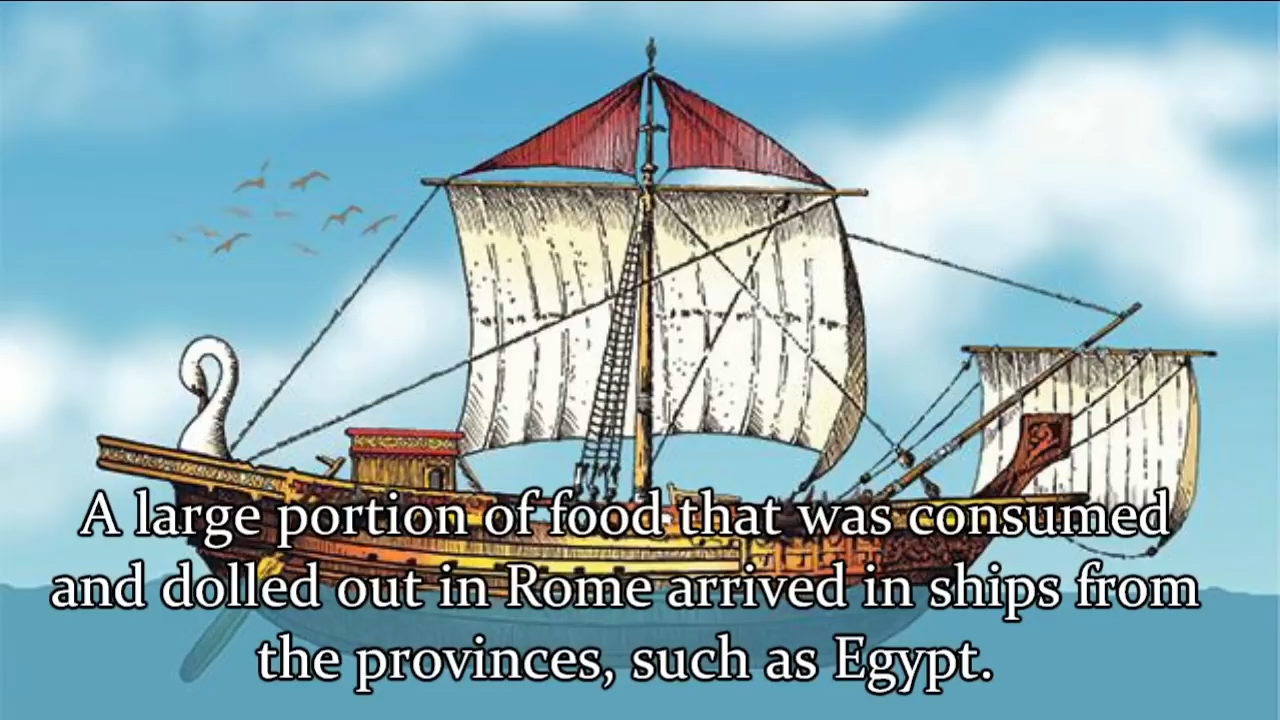 A large portion of food that was consumed
and dolled out in Rome arrived in ships from
the provinces, such as Egypt.